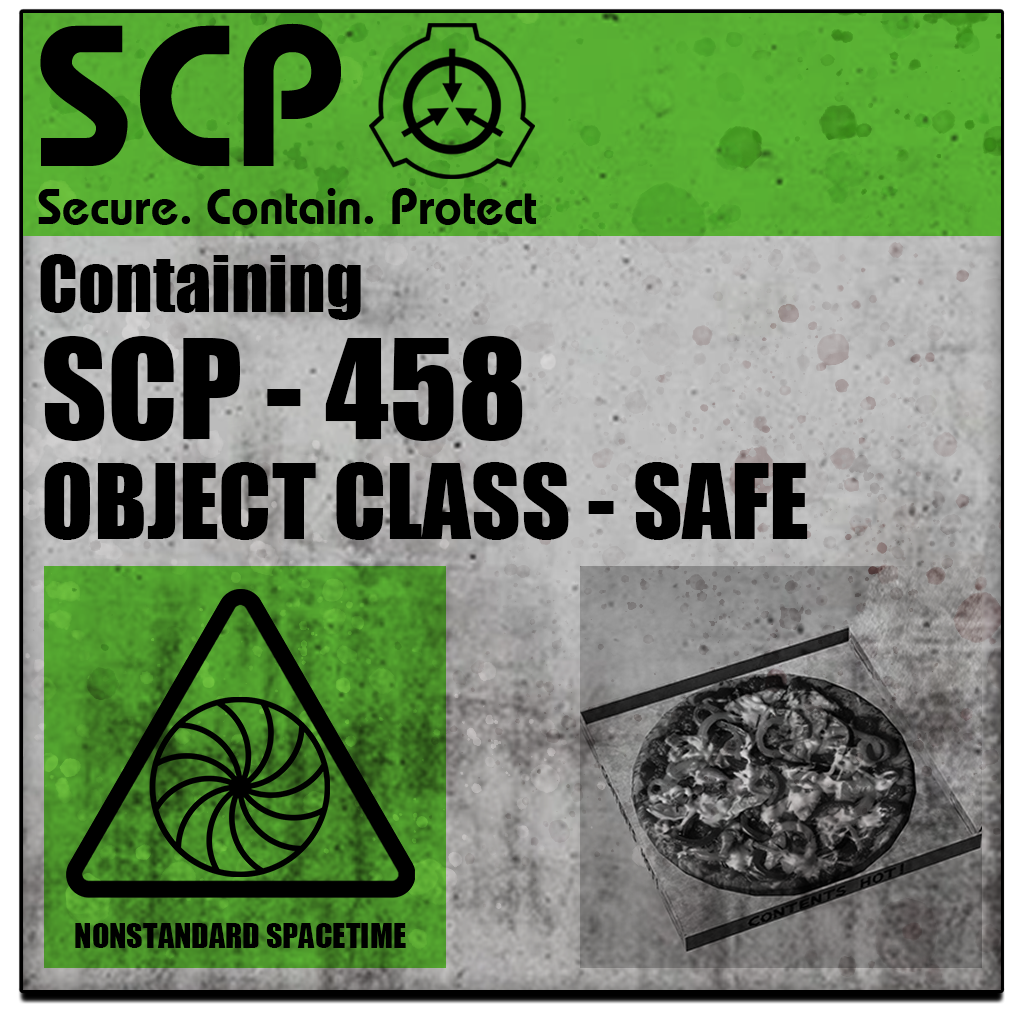 SCP
Secure. Contain. Protect
Containing
SCP - 458
OBJECT CLASS - SAFE
NONSTANDARD SPACETIME
CONTENTS HOT!